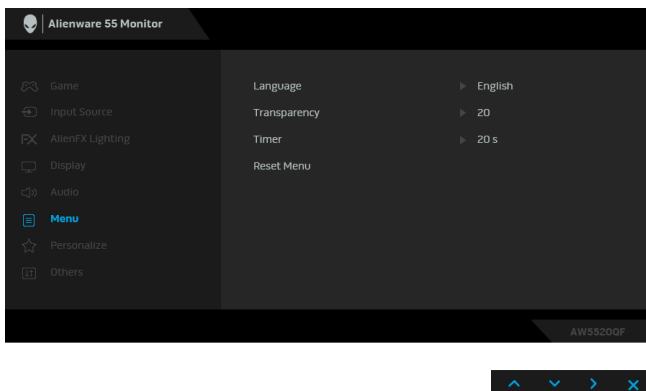 Alienware 55 Monitor
Game
Input Source
AlienFX Lighting
Display
Audio
Menu
Personalize
Others
Language English
Transparency 20
Timer 20 s
Reset Menu
AW5520QF